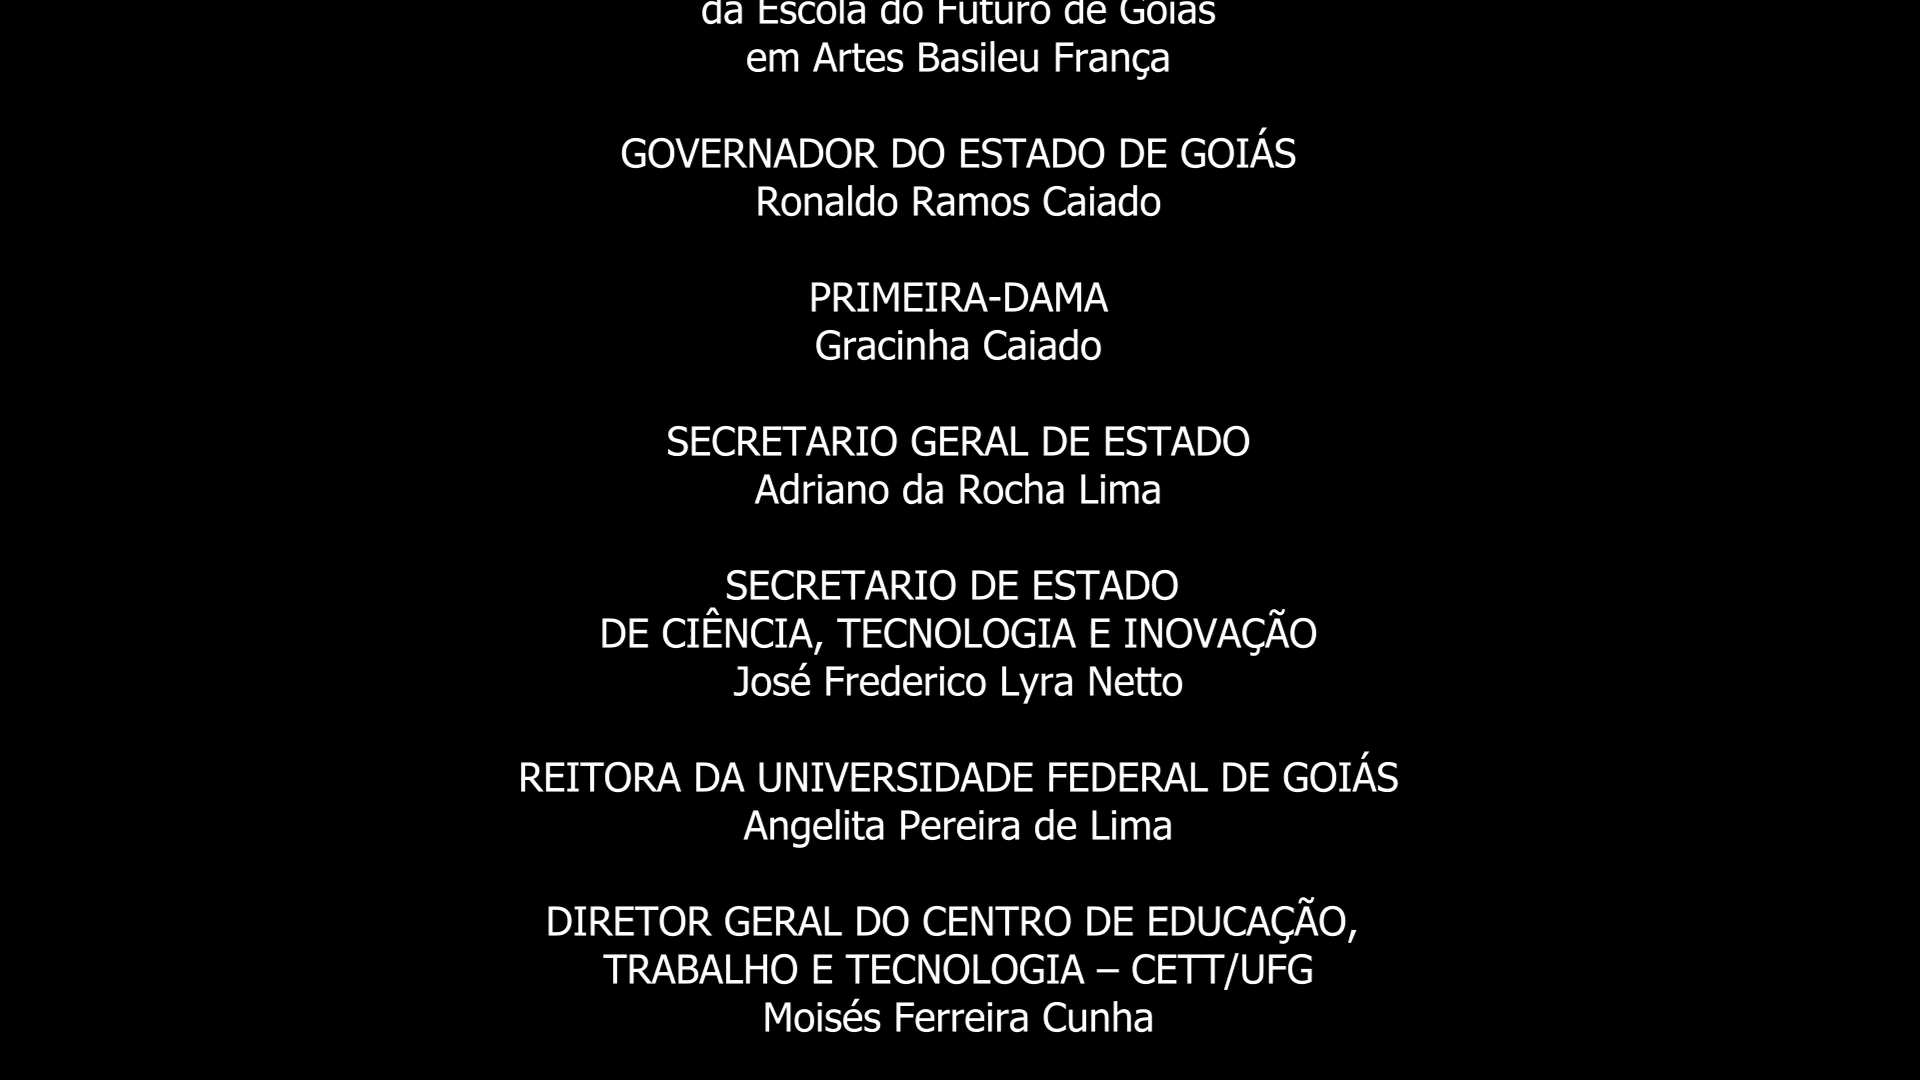 da Escola do Futuro de Goiás
em Artes Basileu França
GOVERNADOR DO ESTADO DE GOIÁS
Ronaldo Ramos Caiado
PRIMEIRA-DAMA
Gracinha Caiado
SECRETARIO GERAL DE ESTADO
Adriano da Rocha Lima
SECRETARIO DE ESTADO
DE CIÊNCIA, TECNOLOGIA E INOVAÇÃO
José Frederico Lyra Netto
REITORA DA UNIVERSIDADE FEDERAL DE GOIÁS
Angelita Pereira de Lima
DIRETOR GERAL DO CENTRO DE EDUCAÇÃO,
TRABALHO E TECNOLOGIA – CETT/UFG
Moisés Ferreira Cunha